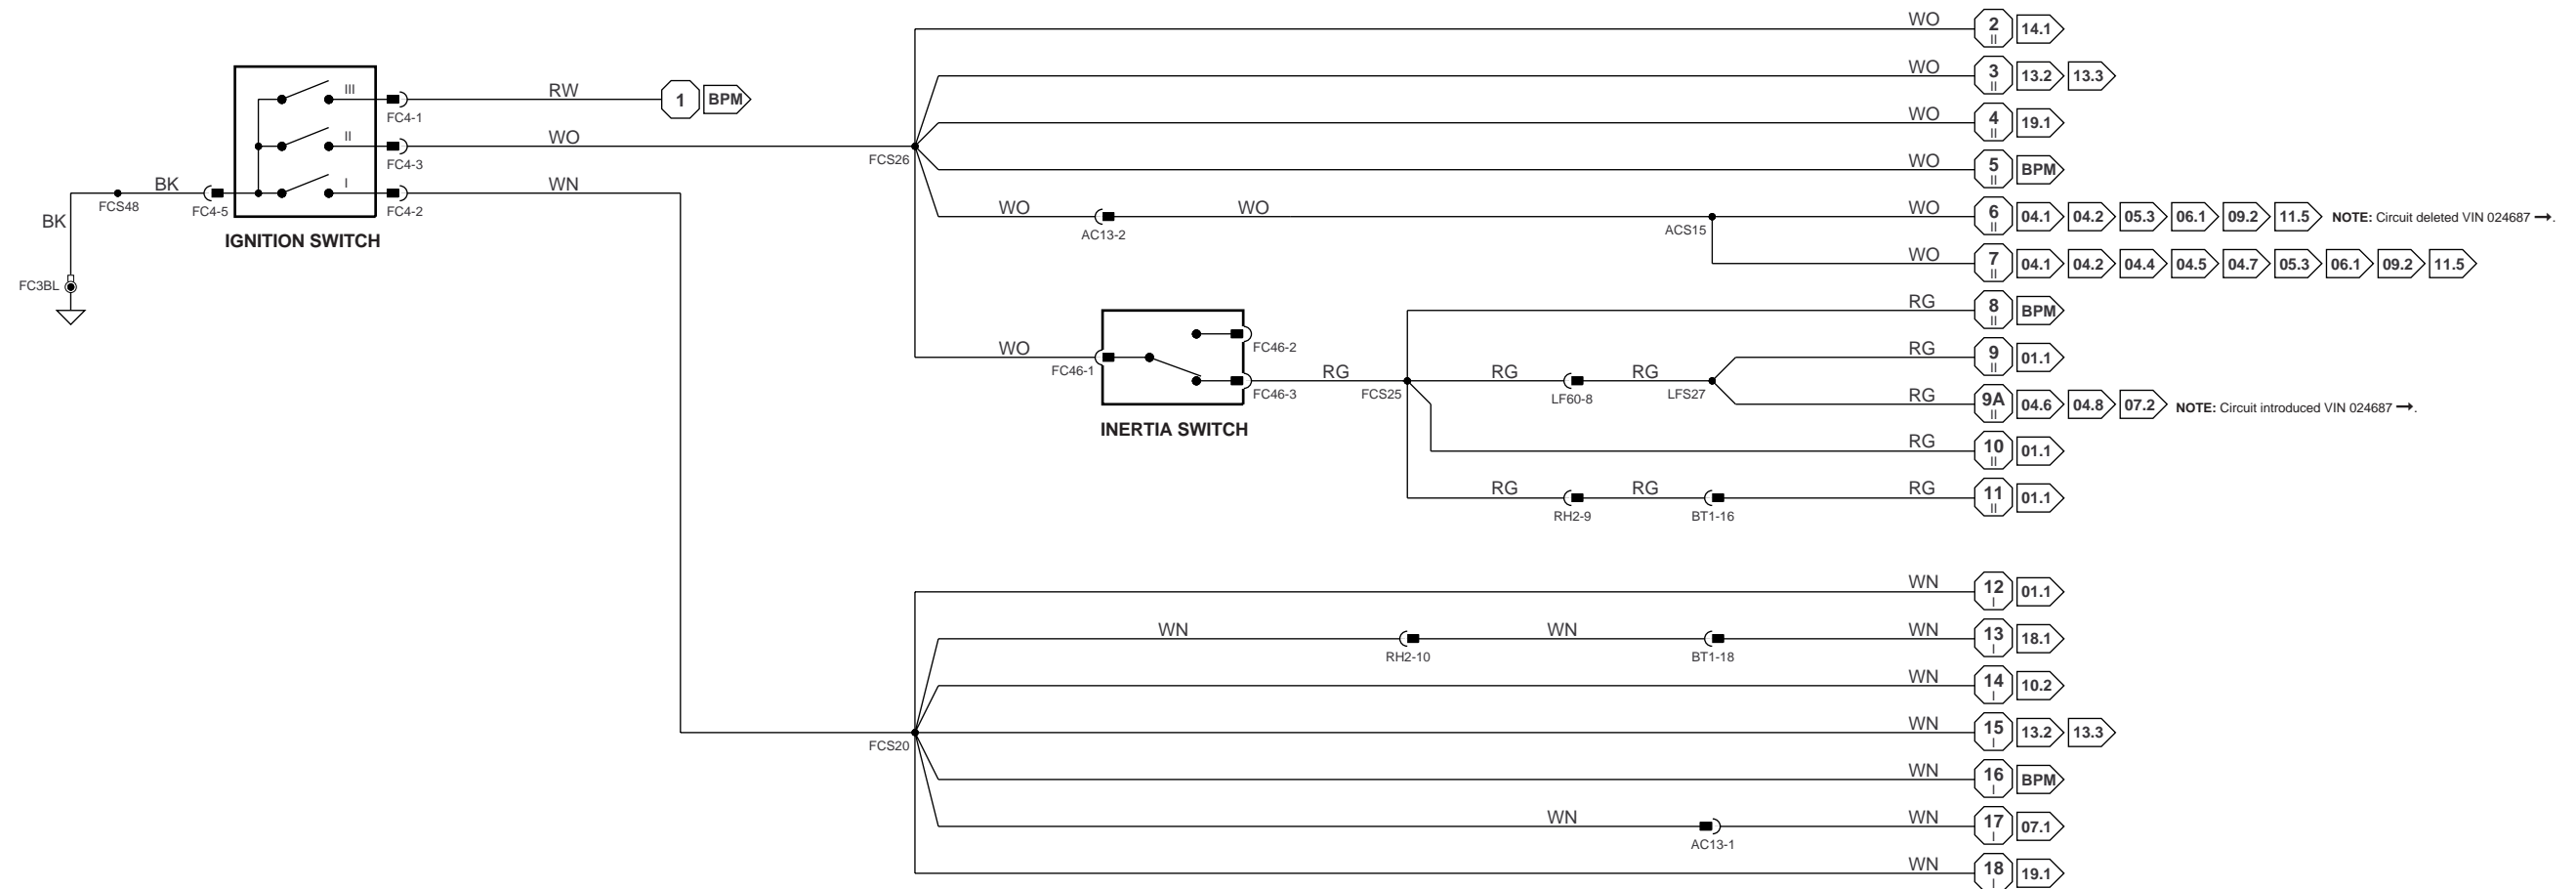 WO 2 II 14.1
WO 3 II 13.2 13.3
III FC4-1 RW 1 BPM
WO 4 II 19.1
II FC4-3 WO FCS26
WO 5 II BPM
BK FCS48 BK FC4-5 I FC4-2 WN
FC3BL
IGNITION SWITCH
WO AC13-2 WO ACS15 WO 6 II 04.1 04.2 05.3 06.1 09.2 11.5 NOTE: Circuit deleted VIN 024687 →.
WO 7 II 04.1 04.2 04.4 04.5 04.7 05.3 06.1 09.2 11.5
RG 8 II BPM
FC46-2
WO FC46-1 RG 9 II 01.1
FC46-3 RG FCS25 RG LF60-8 RG LFS27
INERTIA SWITCH
RG 9A II 04.6 04.8 07.2 NOTE: Circuit introduced VIN 024687 →.
RG 10 II 01.1
RG RH2-9 RG BT1-16 RG 11 II 01.1
WN 12 I 01.1
WN RH2-10 WN BT1-18 WN 13 I 18.1
WN 14 I 10.2
FCS20 WN 15 I 13.2 13.3
WN 16 I BPM
WN AC13-1 WN 17 I 07.1
WN 18 I 19.1